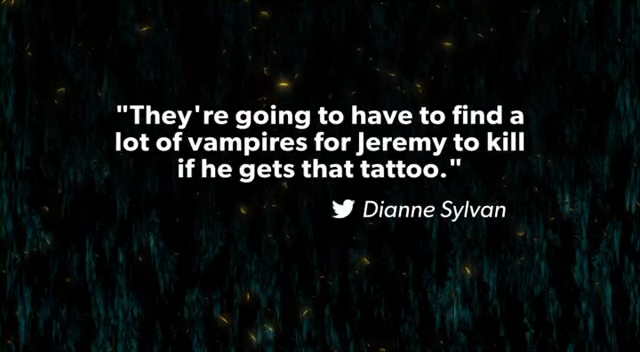 "They're going to have to find a
lot of vampires for Jeremy to kill
if he gets that tattoo."
Dianne Sylvan